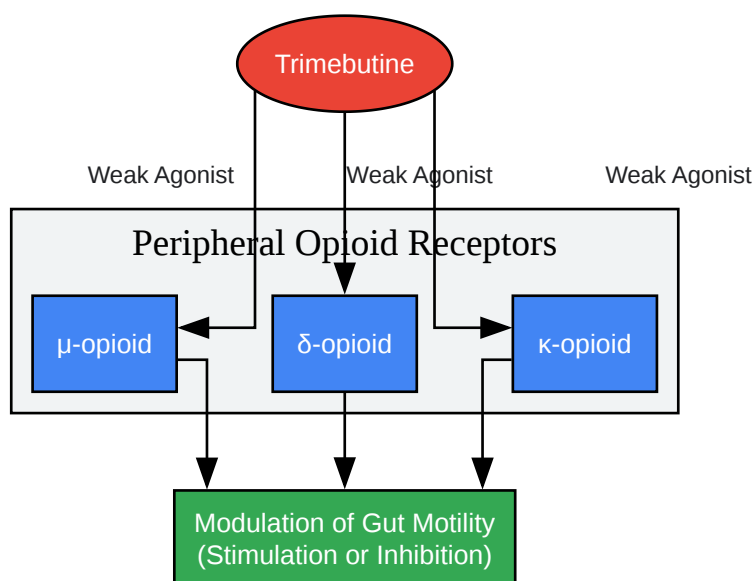 Trimebutine
Weak Agonist
Weak Agonist
Weak Agonist
Peripheral Opioid Receptors
μ-opioid
δ-opioid
κ-opioid
Modulation of Gut Motility
(Stimulation or Inhibition)